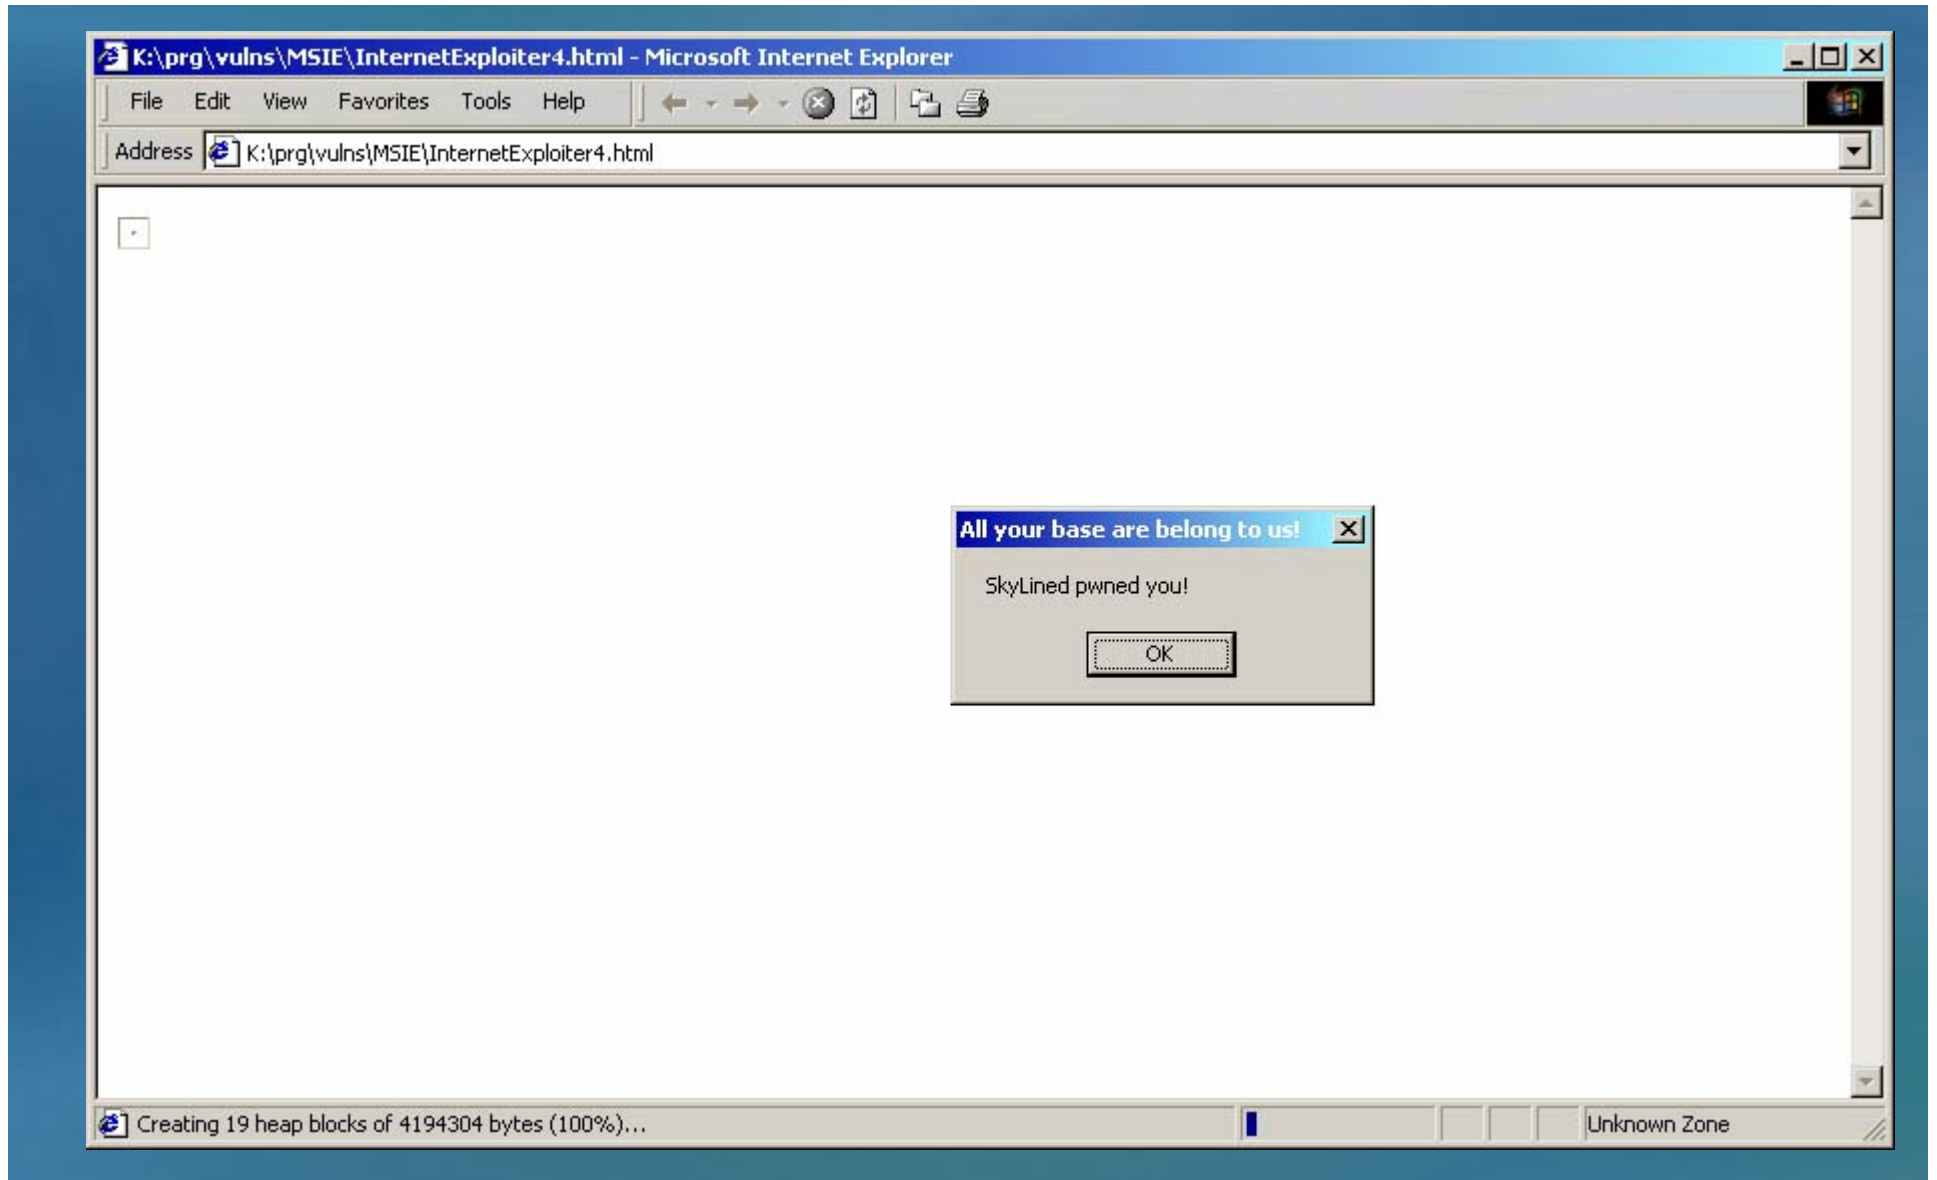 K:\prg\vulns\MSIE\InternetExploiter4.html - Microsoft Internet Explorer
File Edit View Favorites Tools Help
Address K:\prg\vulns\MSIE\InternetExploiter4.html
All your base are belong to us!
SkyLined pwned you!
OK
Creating 19 heap blocks of 4194304 bytes (100%)... Unknown Zone